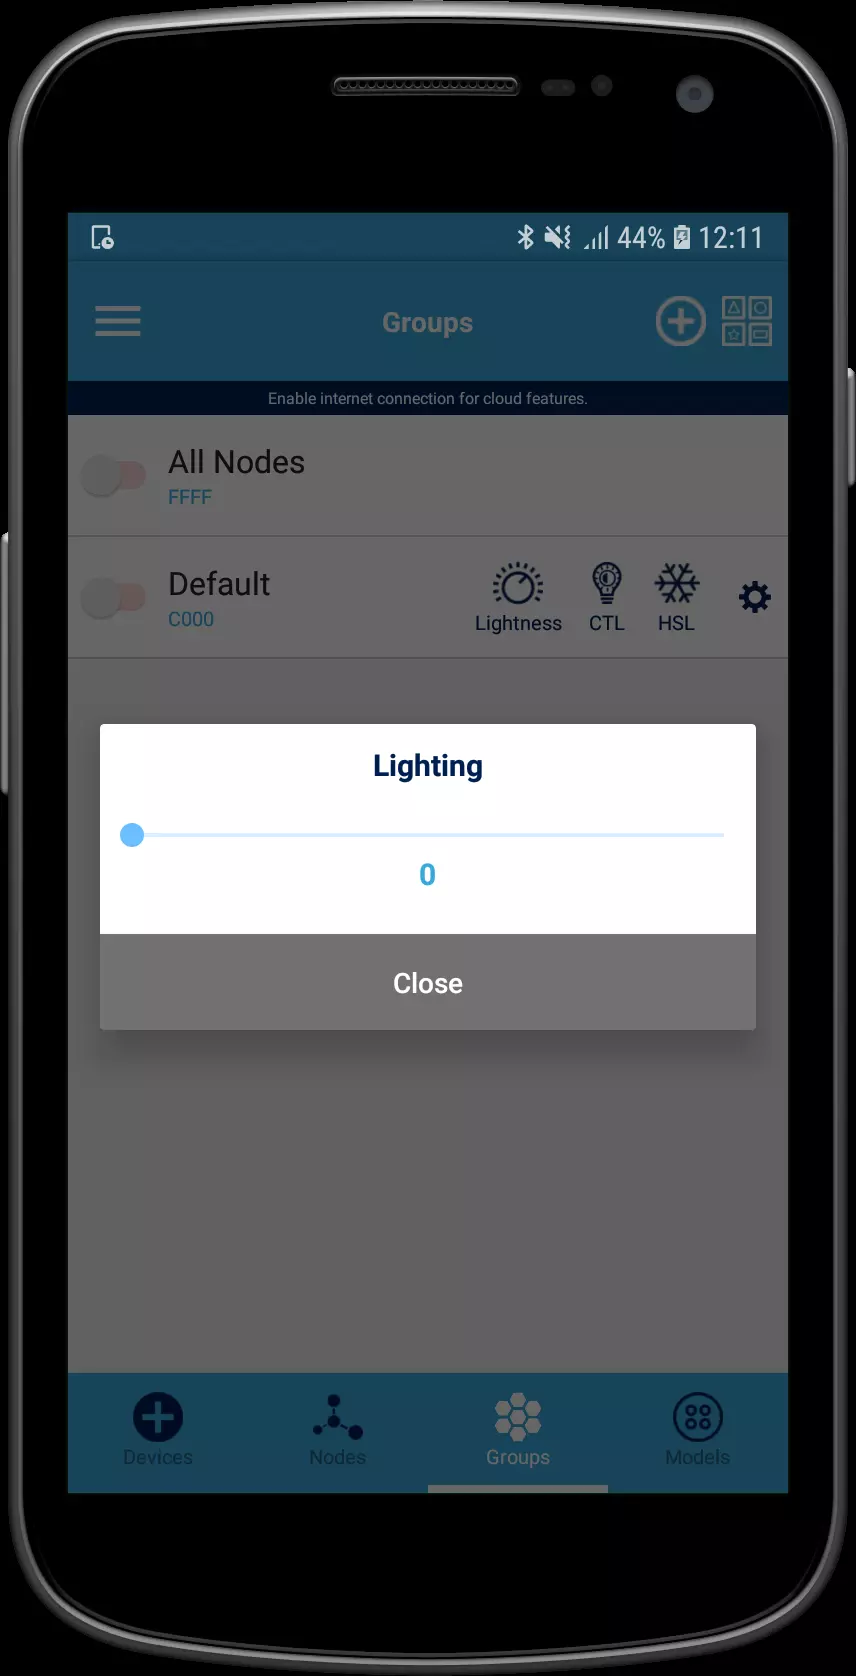 44% 12:11
Groups
Enable internet connection for cloud features.
All Nodes
FFFF
Default
C000
Lightness CTL HSL
Lighting
0
Close
Devices Nodes Groups Models